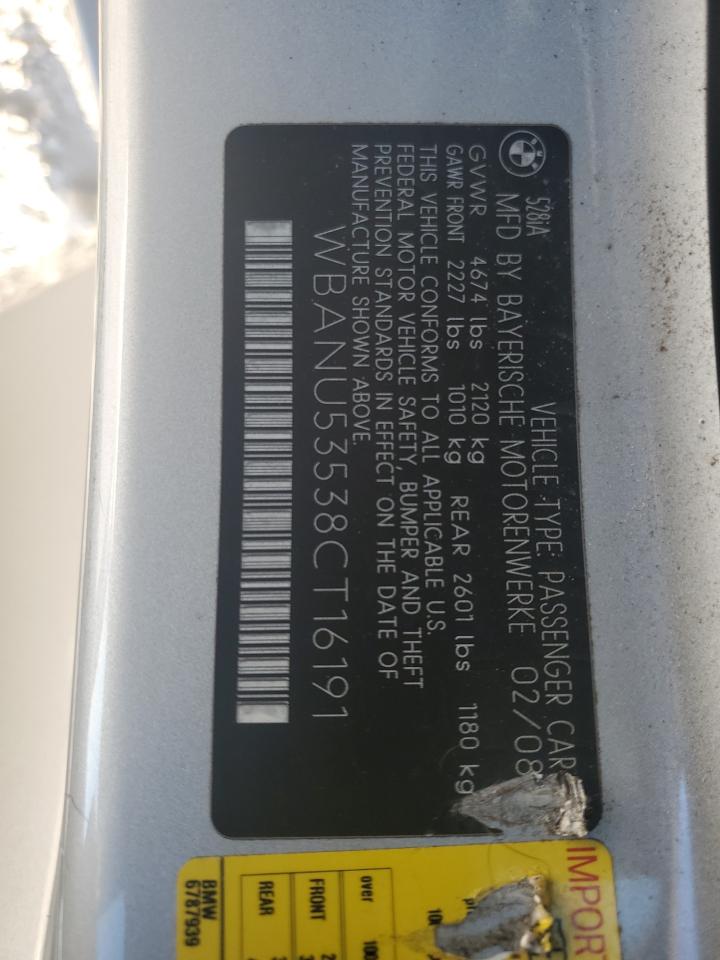 BMW
528iA VEHICLE TYPE: PASSENGER CAR
MFD BY BAYERISCHE MOTORENWERKE 02/08
GVWR 4674 lbs 2120 kg
GAWR FRONT 2227 lbs 1010 kg REAR 2601 lbs 1180 kg
THIS VEHICLE CONFORMS TO ALL APPLICABLE U.S.
FEDERAL MOTOR VEHICLE SAFETY, BUMPER AND THEFT
PREVENTION STANDARDS IN EFFECT ON THE DATE OF
MANUFACTURE SHOWN ABOVE.
WBANU53538CT16191
IMPOR
over
FRONT
REAR
BMW
6787939